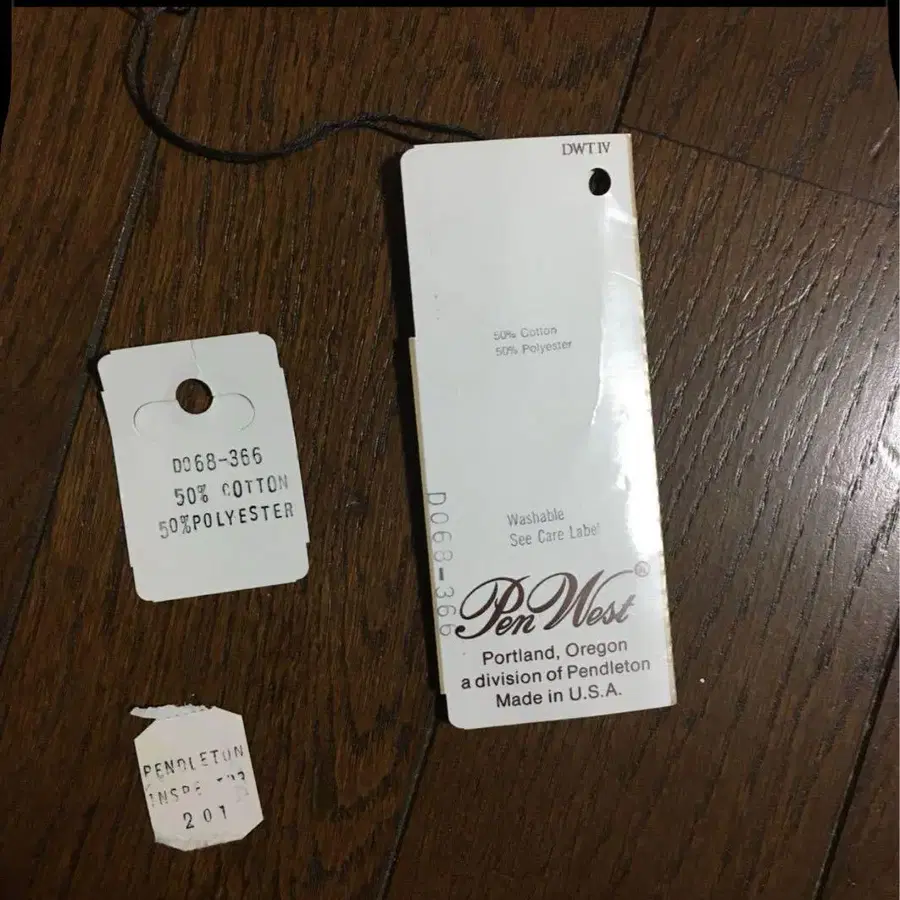 DWT IV
50% Cotton
50% Polyester
Washable
See Care Label
D068-366
Pen West®
Portland, Oregon
a division of Pendleton
Made in U.S.A.
D068-366
50% COTTON
50%POLYESTER
PENDLETON
201